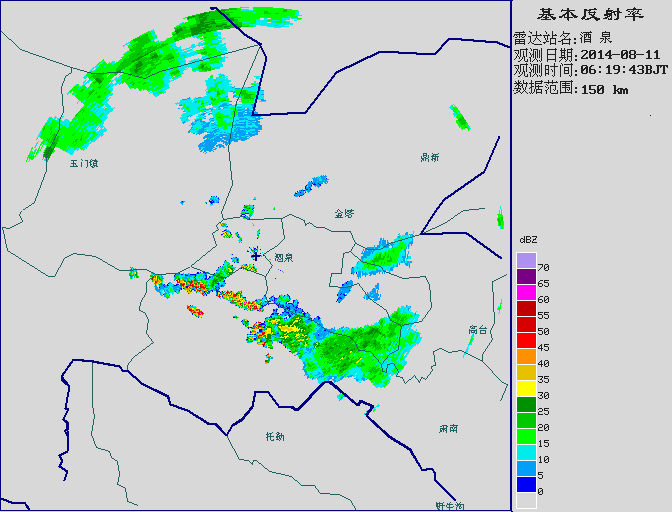 基本反射率
雷达站名:酒 泉
观测日期:2014-08-11
观测时间:06:19:43BJT
数据范围:150 km
玉门镇
鼎新
金塔
酒泉
高台
肃南
托勒
野牛沟
dBZ
70
65
60
55
50
45
40
35
30
25
20
15
10
5
0